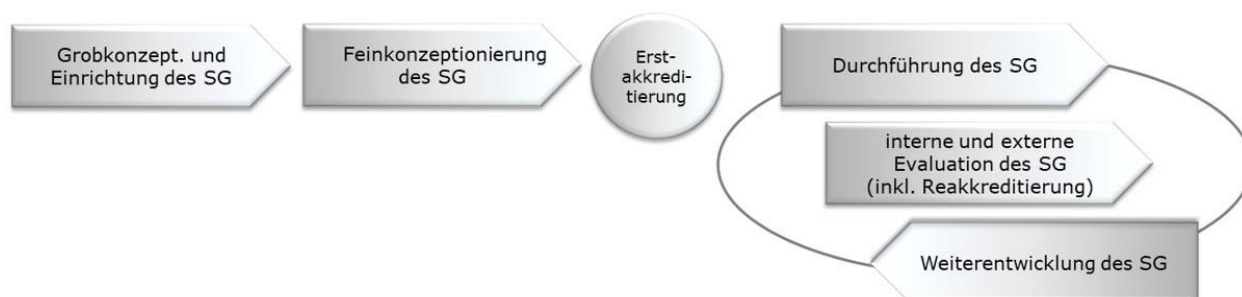 Grobkonzept. und
Einrichtung des SG
Feinkonzeptionierung
des SG
Erst-
akkredi-
tierung
Durchführung des SG
interne und externe
Evaluation des SG
(inkl. Reakkreditierung)
Weiterentwicklung des SG